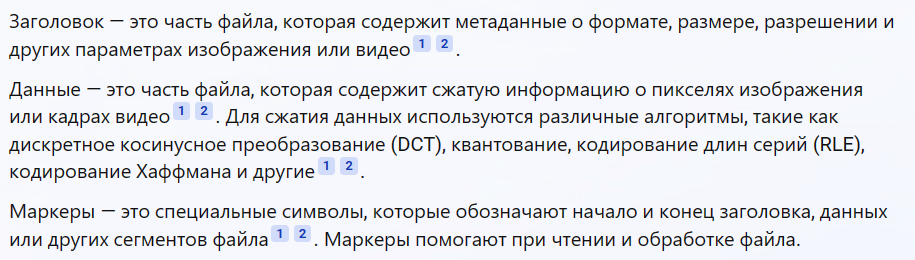 Заголовок — это часть файла, которая содержит метаданные о формате, размере, разрешении и
других параметрах изображения или видео 1 2 .
Данные — это часть файла, которая содержит сжатую информацию о пикселях изображения
или кадрах видео 1 2 . Для сжатия данных используются различные алгоритмы, такие как
дискретное косинусное преобразование (DCT), квантование, кодирование длин серий (RLE),
кодирование Хаффмана и другие 1 2 .
Маркеры — это специальные символы, которые обозначают начало и конец заголовка, данных
или других сегментов файла 1 2 . Маркеры помогают при чтении и обработке файла.